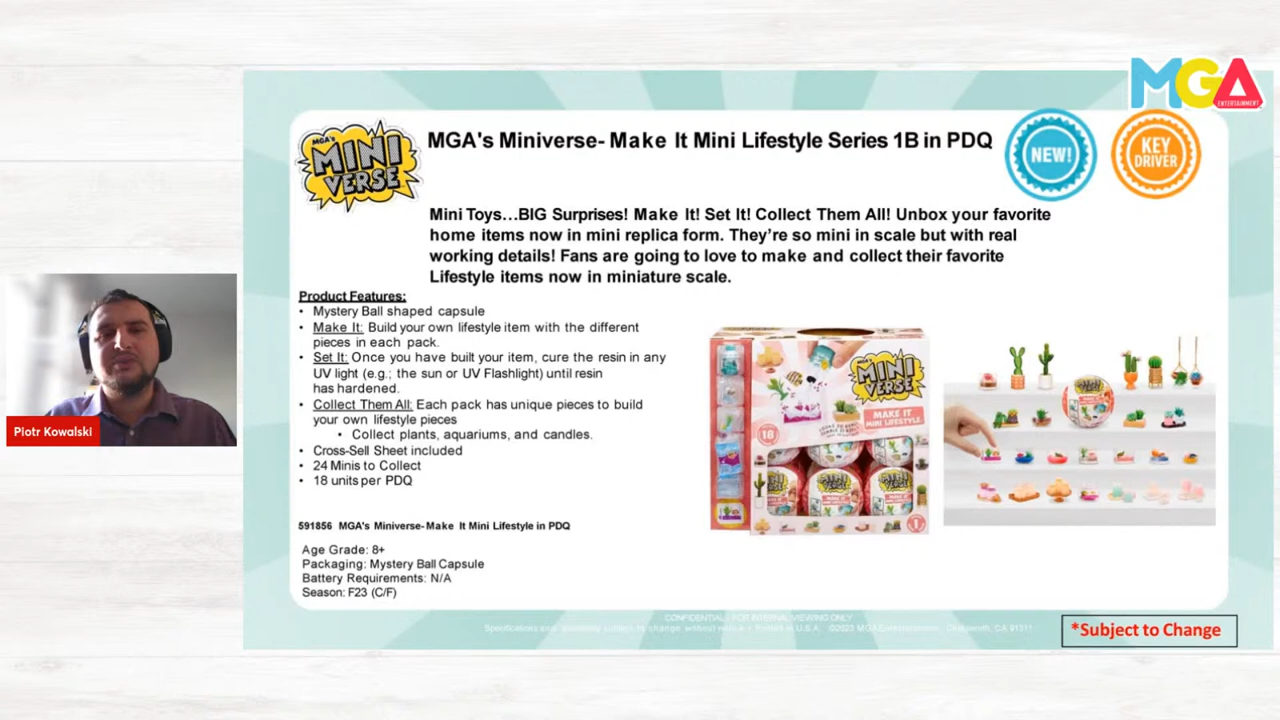 MGA
ENTERTAINMENT
MGA's
MINI
VERSE
MGA's Miniverse- Make It Mini Lifestyle Series 1B in PDQ
NEW!
KEY
DRIVER
Mini Toys…BIG Surprises! Make It! Set It! Collect Them All! Unbox your favorite
home items now in mini replica form. They’re so mini in scale but with real
working details! Fans are going to love to make and collect their favorite
Lifestyle items now in miniature scale.
Product Features:
• Mystery Ball shaped capsule
• Make It: Build your own lifestyle item with the different
pieces in each pack.
• Set It: Once you have built your item, cure the resin in any
UV light (e.g.; the sun or UV Flashlight) until resin
has hardened.
• Collect Them All: Each pack has unique pieces to build
your own lifestyle pieces
• Collect plants, aquariums, and candles.
• Cross-Sell Sheet included
• 24 Minis to Collect
• 18 units per PDQ
591856 MGA's Miniverse- Make It Mini Lifestyle in PDQ
Age Grade: 8+
Packaging: Mystery Ball Capsule
Battery Requirements: N/A
Season: F23 (C/F)
Piotr Kowalski
MGA's
MINI
VERSE
MAKE IT
MINI LIFESTYLE
18
CONFIDENTIAL - FOR INTERNAL VIEWING ONLY
*Subject to Change